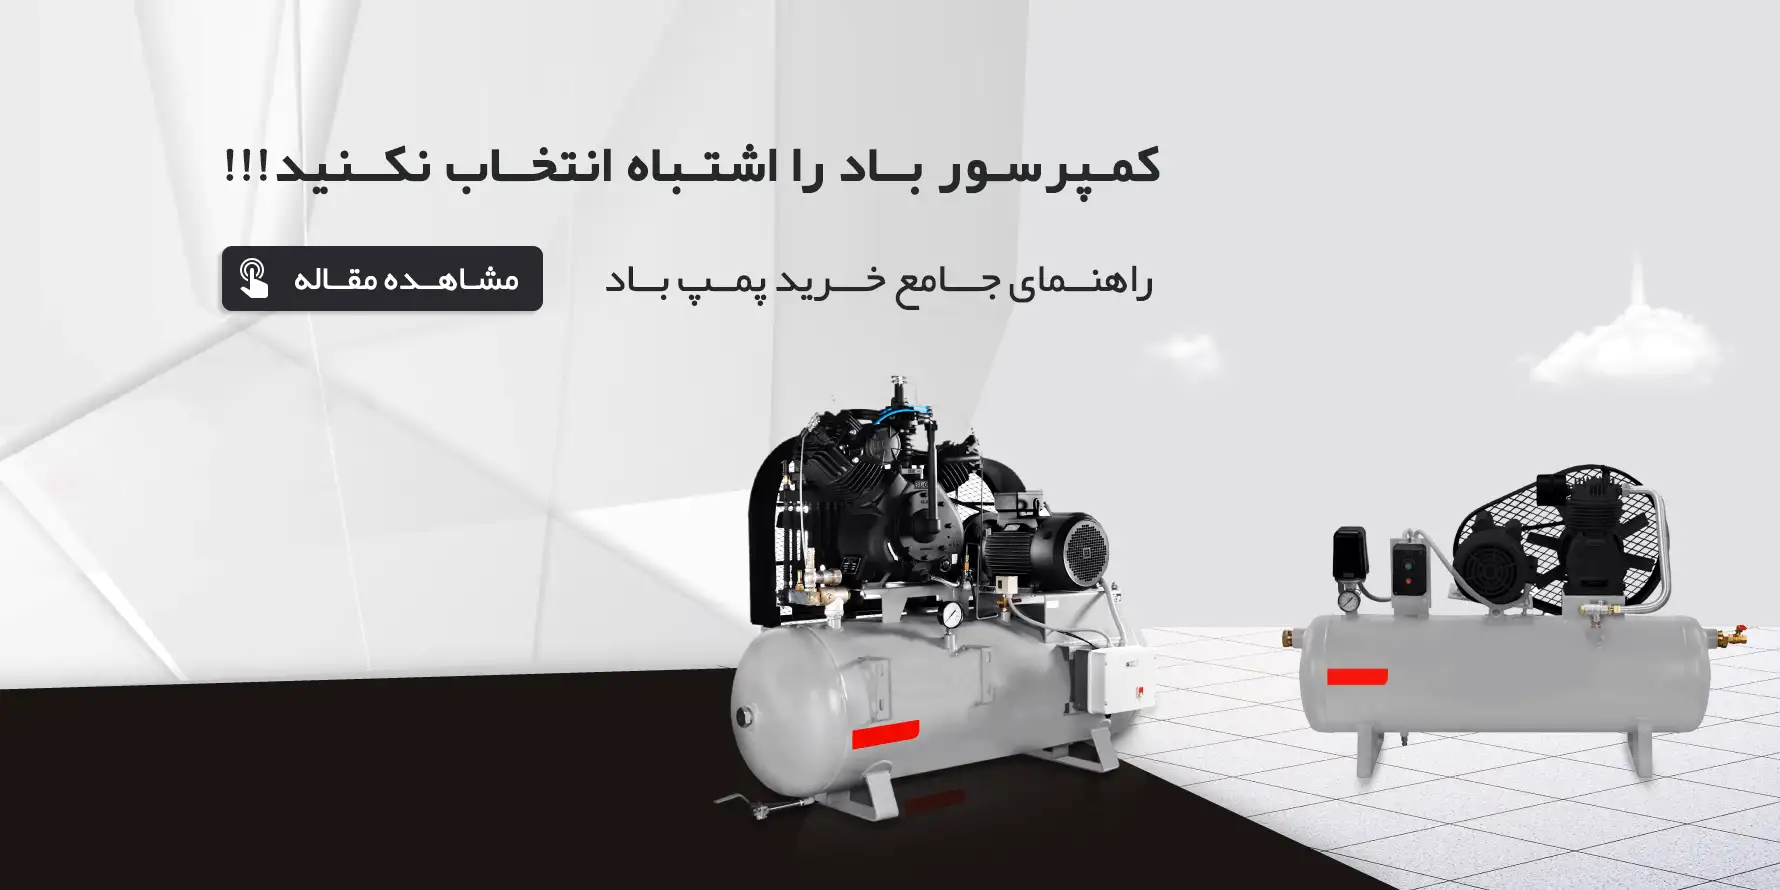 کمپرسور باد را اشتباه انتخاب نکنید!!!
راهنمای جامع خرید پمپ باد
مشاهده مقاله